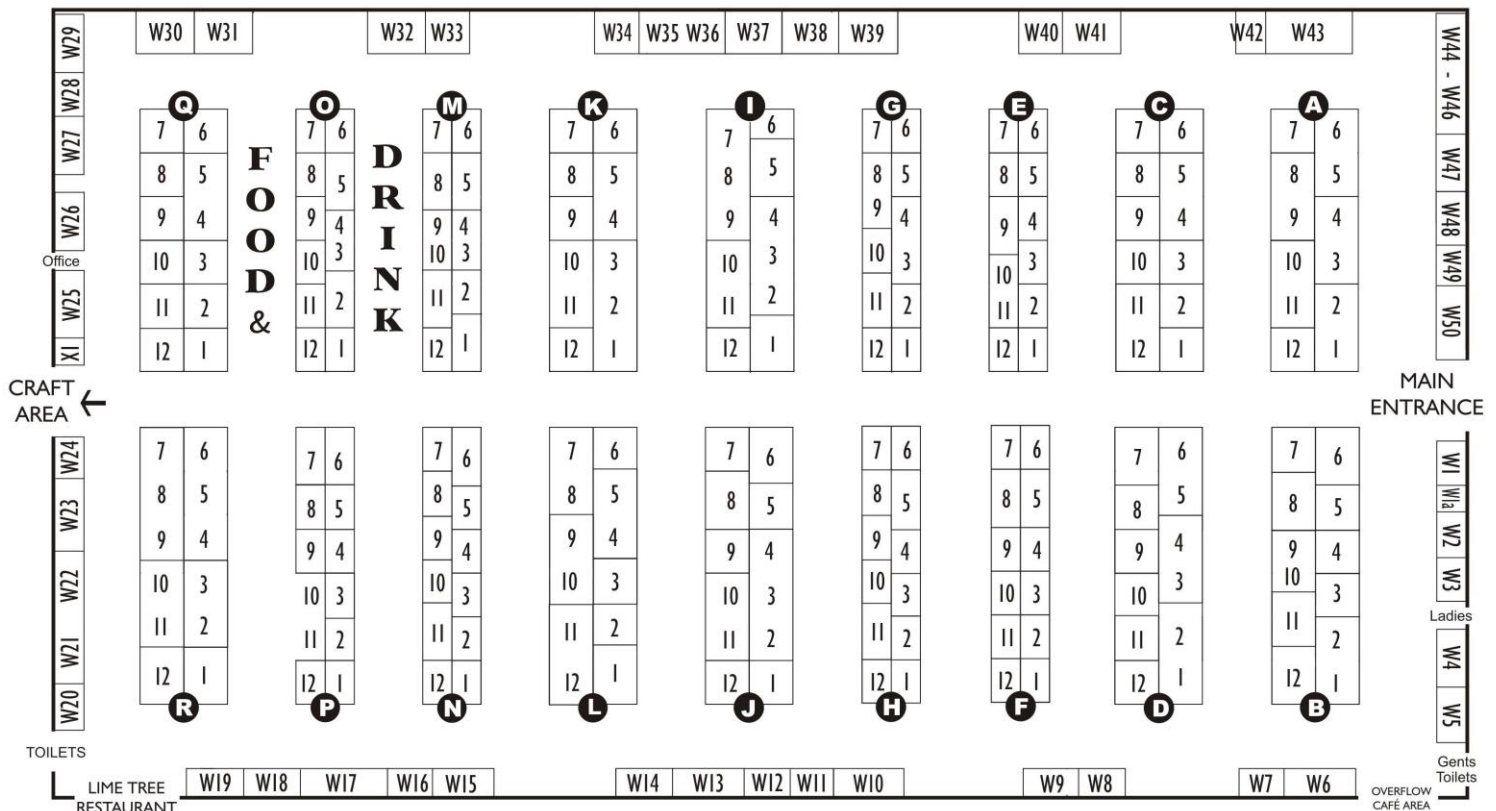 W30 W31 W32 W33 W34 W35 W36 W37 W38 W39 W40 W41 W42 W43
W29
W28
W27
W26
Office
W25
X1
Q
7 6
8 5
9 4
10 3
11 2
12 1
FOOD &
O
7 6
8 5
9 4
10 3
11 2
12 1
DRINK
M
7 6
8 5
9 4
10 3
11 2
12 1
K
7 6
8 5
9 4
10 3
11 2
12 1
I
7 6
8 5
9 4
10 3
11 2
12 1
G
7 6
8 5
9 4
10 3
11 2
12 1
E
7 6
8 5
9 4
10 3
11 2
12 1
C
7 6
8 5
9 4
10 3
11 2
12 1
A
7 6
8 5
9 4
10 3
11 2
12 1
W44 - W46
W47
W48
W49
W50
CRAFT
AREA
MAIN
ENTRANCE
W24
W23
W22
W21
W20
TOILETS
7 6
8 5
9 4
10 3
11 2
12 1
R
7 6
8 5
9 4
10 3
11 2
12 1
P
7 6
8 5
9 4
10 3
11 2
12 1
N
7 6
8 5
9 4
10 3
11 2
12 1
L
7 6
8 5
9 4
10 3
11 2
12 1
J
7 6
8 5
9 4
10 3
11 2
12 1
H
7 6
8 5
9 4
10 3
11 2
12 1
F
7 6
8 5
9 4
10 3
11 2
12 1
D
7 6
8 5
9 4
10 3
11 2
12 1
B
W1
W1a
W2
W3
Ladies
W4
W5
Gents
Toilets
LIME TREE
RESTAURANT
W19 W18 W17 W16 W15 W14 W13 W12 W11 W10 W9 W8 W7 W6
OVERFLOW
CAFÉ AREA